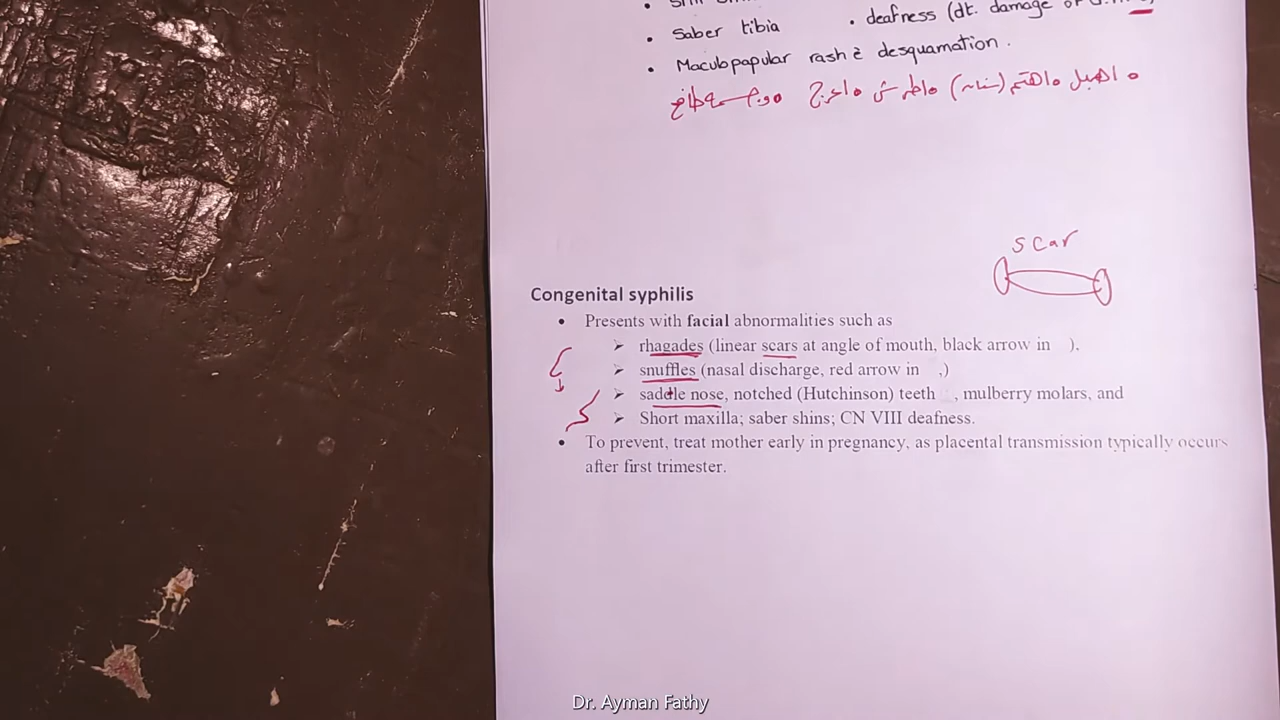 • Saber tibia • deafness (dt. damage of
• Maculopapular rash c̄ desquamation.
scar
Congenital syphilis
• Presents with facial abnormalities such as
➤ rhagades (linear scars at angle of mouth, black arrow in ).
➤ snuffles (nasal discharge, red arrow in .)
➤ saddle nose, notched (Hutchinson) teeth , mulberry molars, and
➤ Short maxilla; saber shins; CN VIII deafness.
• To prevent, treat mother early in pregnancy, as placental transmission typically occurs
after first trimester.
Dr. Ayman Fathy